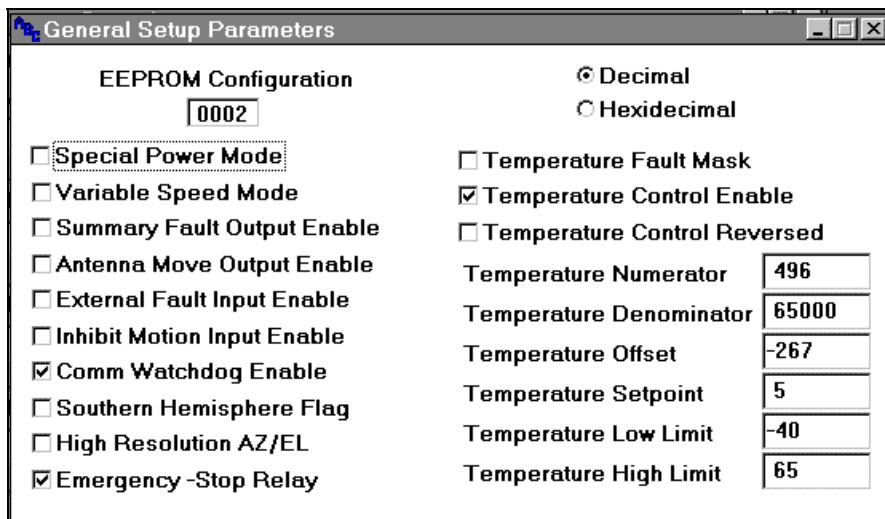 ABC General Setup Parameters
EEPROM Configuration
0002
Special Power Mode
Variable Speed Mode
Summary Fault Output Enable
Antenna Move Output Enable
External Fault Input Enable
Inhibit Motion Input Enable
Comm Watchdog Enable
Southern Hemisphere Flag
High Resolution AZ/EL
Emergency -Stop Relay
Decimal
Hexidecimal
Temperature Fault Mask
Temperature Control Enable
Temperature Control Reversed
Temperature Numerator 496
Temperature Denominator 65000
Temperature Offset -267
Temperature Setpoint 5
Temperature Low Limit -40
Temperature High Limit 65